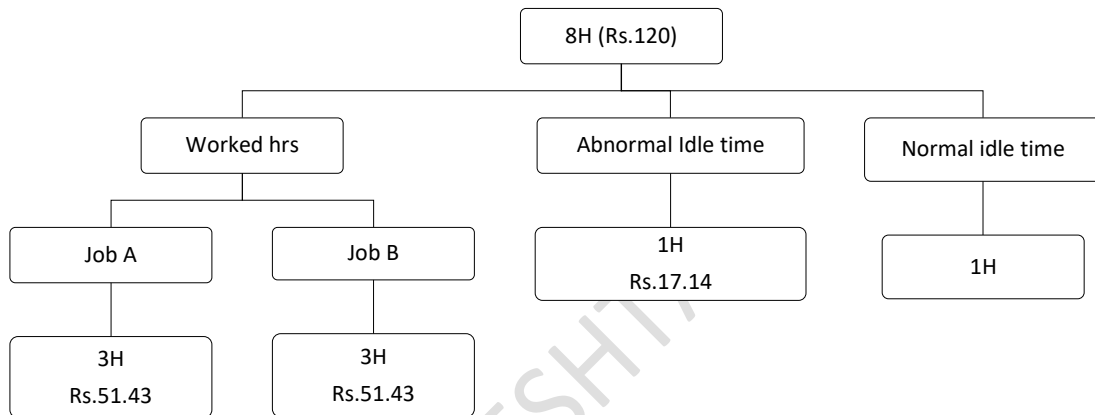 8H (Rs.120)
Worked hrs
Abnormal Idle time
Normal idle time
Job A
Job B
1H
Rs.17.14
1H
3H
Rs.51.43
3H
Rs.51.43